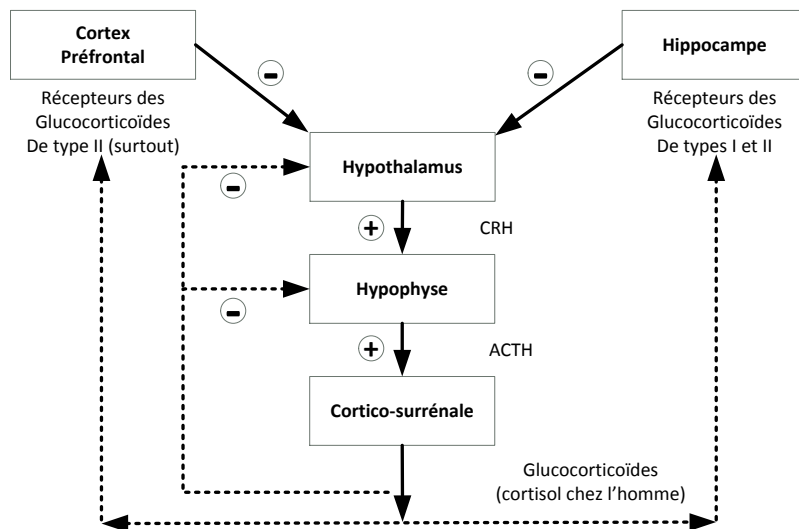 Cortex
Préfrontal
Hippocampe
Récepteurs des
Glucocorticoïdes
De type II (surtout)
Récepteurs des
Glucocorticoïdes
De types I et II
Hypothalamus
CRH
Hypophyse
ACTH
Cortico-surrénale
Glucocorticoïdes
(cortisol chez l’homme)